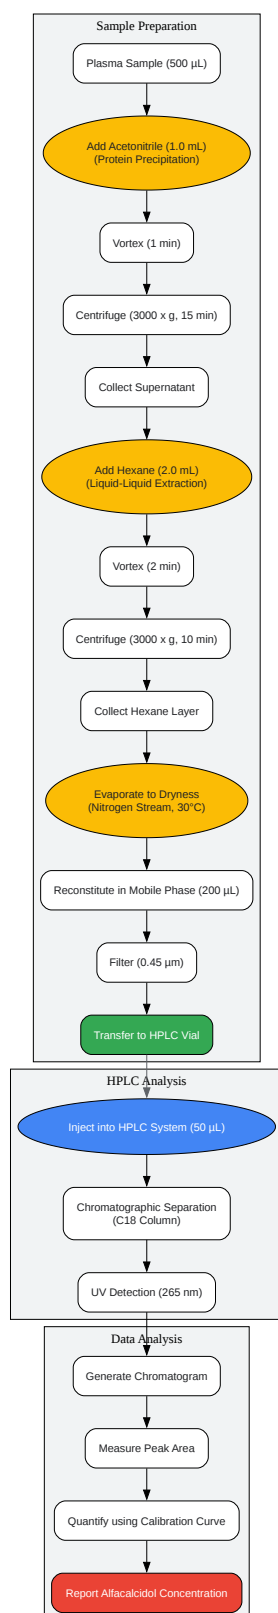 Sample Preparation
Plasma Sample (500 µL)
Add Acetonitrile (1.0 mL)
(Protein Precipitation)
Vortex (1 min)
Centrifuge (3000 x g, 15 min)
Collect Supernatant
Add Hexane (2.0 mL)
(Liquid-Liquid Extraction)
Vortex (2 min)
Centrifuge (3000 x g, 10 min)
Collect Hexane Layer
Evaporate to Dryness
(Nitrogen Stream, 30°C)
Reconstitute in Mobile Phase (200 µL)
Filter (0.45 µm)
Transfer to HPLC Vial
HPLC Analysis
Inject into HPLC System (50 µL)
Chromatographic Separation
(C18 Column)
UV Detection (265 nm)
Data Analysis
Generate Chromatogram
Measure Peak Area
Quantify using Calibration Curve
Report Alfacalcidol Concentration